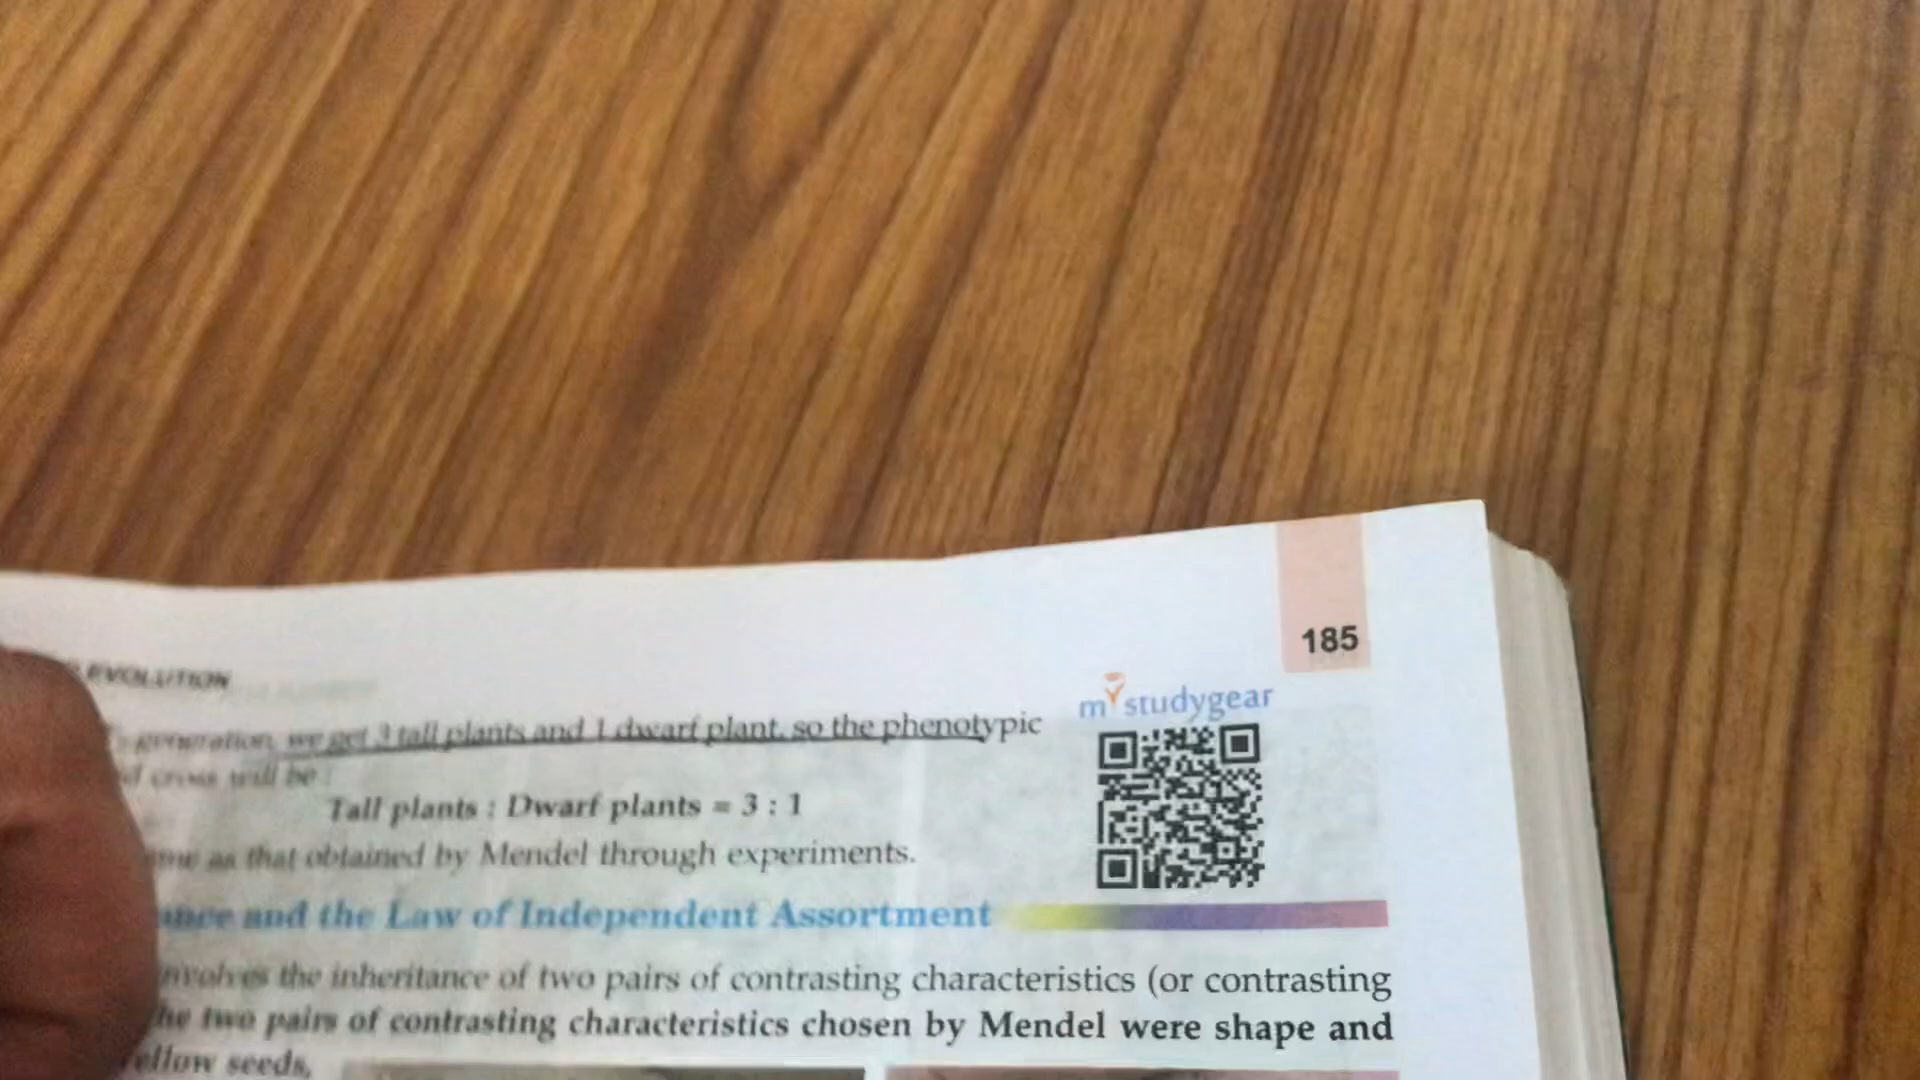 185
EVOLUTION
mystudygear
generation, we get 3 tall plants and 1 dwarf plant, so the phenotypic
cross will be :
Tall plants : Dwarf plants = 3 : 1
as that obtained by Mendel through experiments.
and the Law of Independent Assortment
involves the inheritance of two pairs of contrasting characteristics (or contrasting
two pairs of contrasting characteristics chosen by Mendel were shape and
seeds,